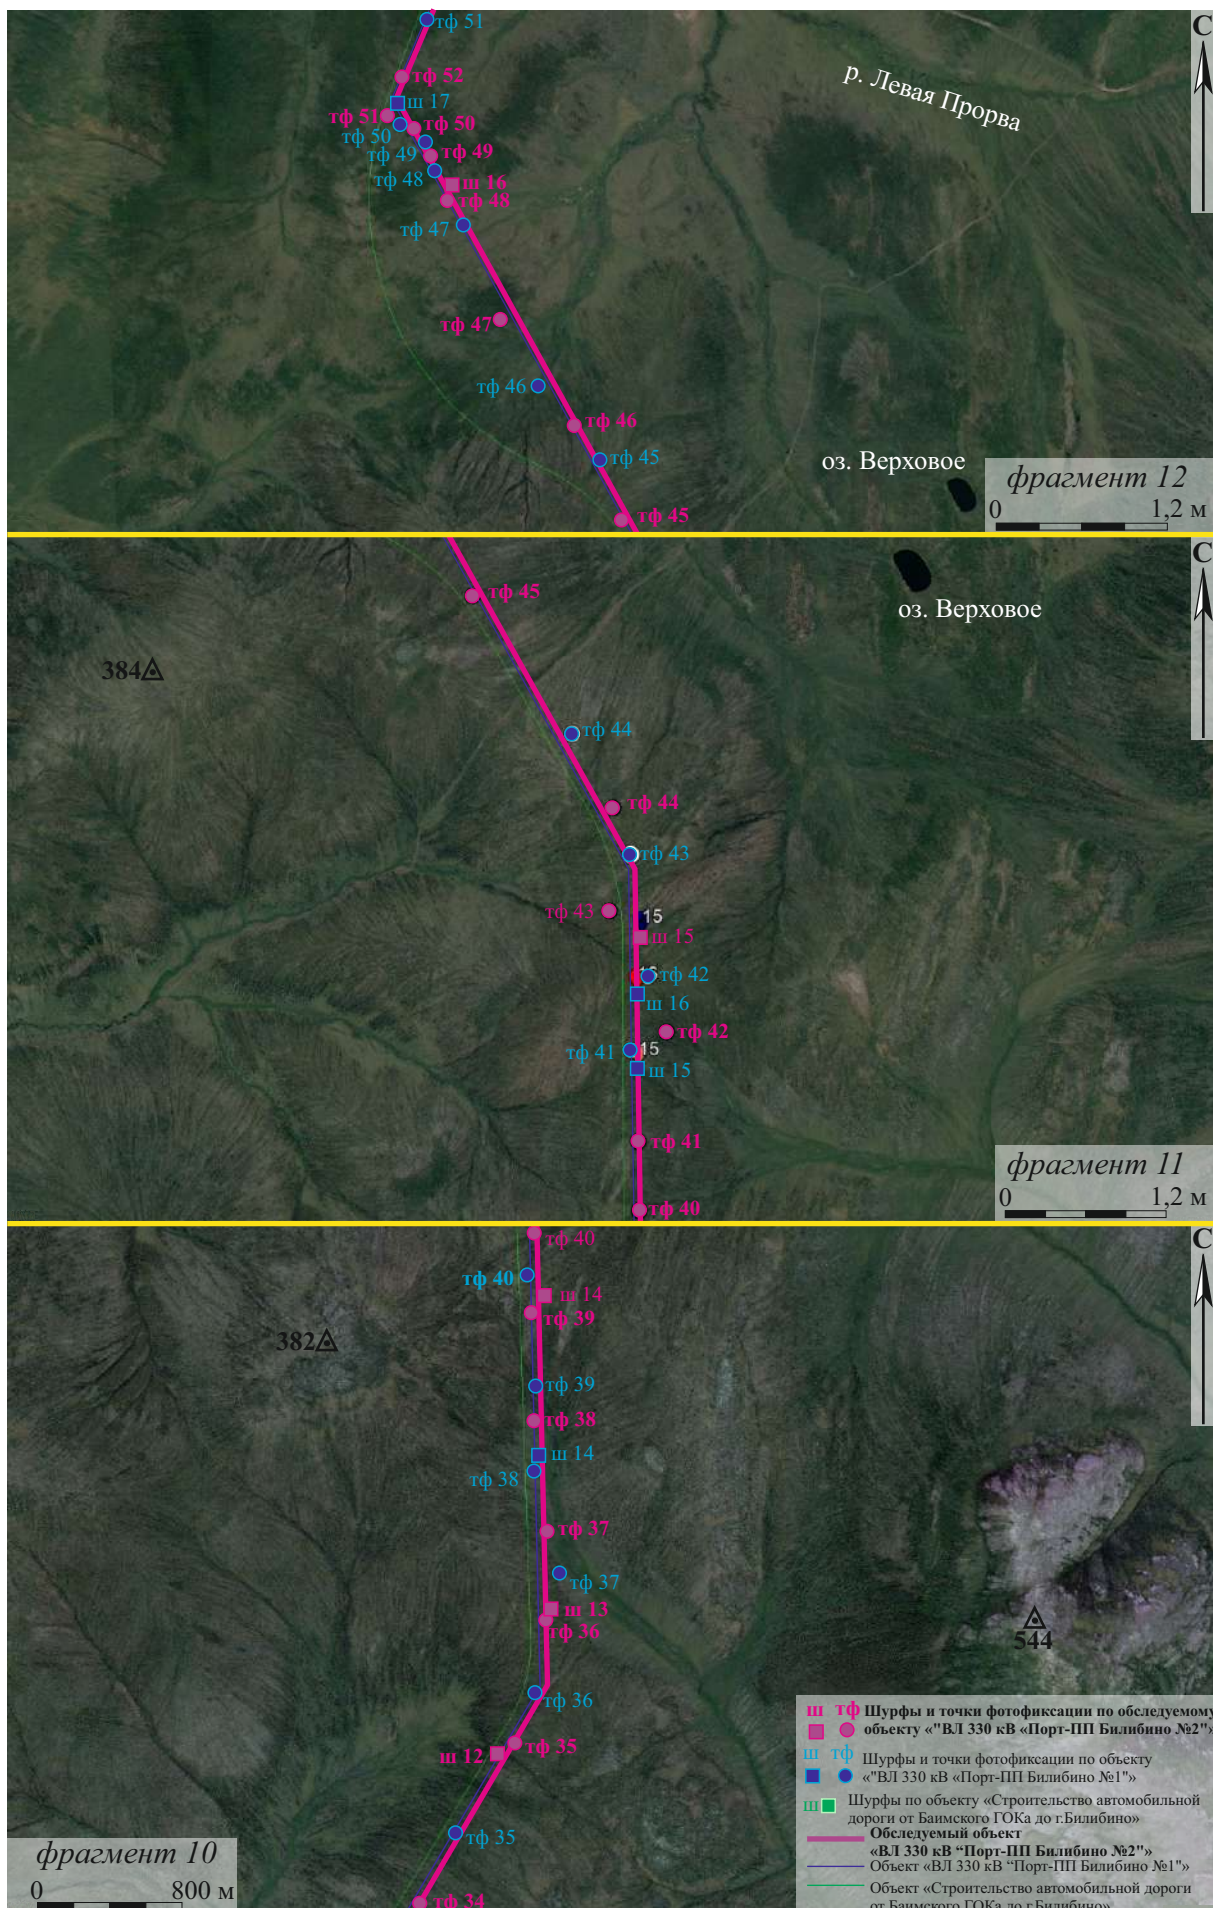 тф 51
С
тф 52
р. Левая Прорва
ш 17
тф 51
тф 50
тф 50
тф 49
тф 49
тф 48
ш 16
тф 48
тф 47
тф 47
тф 46
тф 46
тф 45
оз. Верховое
фрагмент 12
0 1,2 м
тф 45
С
тф 45
оз. Верховое
384
тф 44
тф 44
тф 43
тф 43
15
ш 15
тф 42
ш 16
тф 42
тф 41
15
ш 15
тф 41
фрагмент 11
0 1,2 м
тф 40
тф 40
С
тф 40
ш 14
тф 39
382
тф 39
тф 38
ш 14
тф 38
тф 37
тф 37
ш 13
тф 36
544
тф 36
тф 35
ш 12
тф 35
фрагмент 10
0 800 м
тф 34
ш тф Шурфы и точки фотофиксации по обследуемому
объекту «"ВЛ 330 кВ «Порт-ПП Билибино №2"»
ш тф Шурфы и точки фотофиксации по объекту
«"ВЛ 330 кВ «Порт-ПП Билибино №1"»
ш Шурфы по объекту «Строительство автомобильной
дороги от Баимского ГОКа до г.Билибино»
Обследуемый объект
«ВЛ 330 кВ “Порт-ПП Билибино №2"»
Объект «ВЛ 330 кВ “Порт-ПП Билибино №1"»
Объект «Строительство автомобильной дороги
от Баимского ГОКа до г.Билибино»